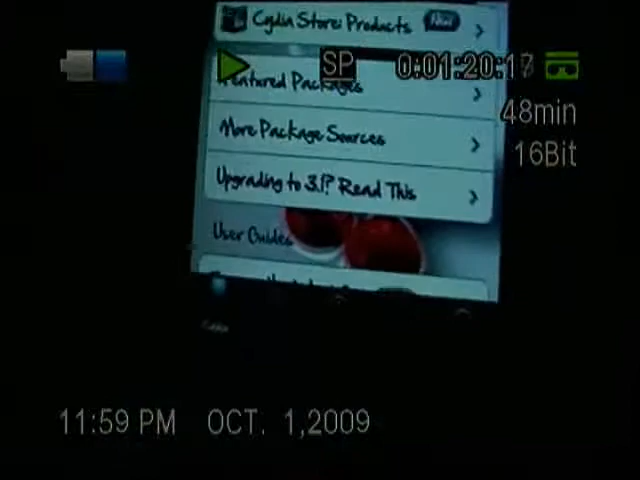 Cydia Store: Products New
SP 0:01:20:17
Featured Packages
48min
More Package Sources
16Bit
Upgrading to 3.1? Read This
User Guides
Cydia
11:59 PM OCT. 1,2009